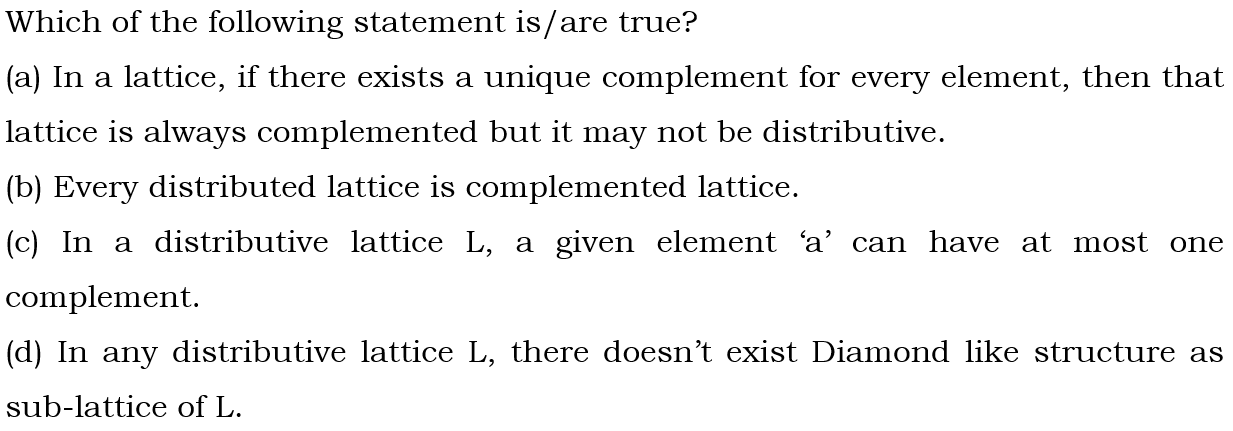 Which of the following statement is/are true?
(a) In a lattice, if there exists a unique complement for every element, then that
lattice is always complemented but it may not be distributive.
(b) Every distributed lattice is complemented lattice.
(c) In a distributive lattice L, a given element ‘a’ can have at most one
complement.
(d) In any distributive lattice L, there doesn’t exist Diamond like structure as
sub-lattice of L.